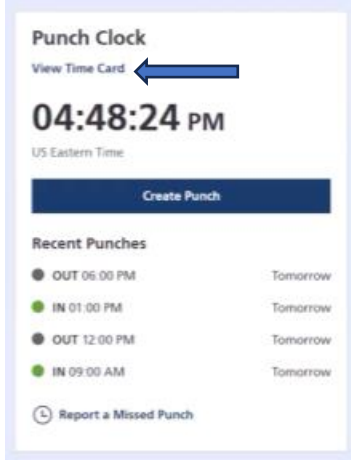 Punch Clock
View Time Card
04:48:24 PM
US Eastern Time
Create Punch
Recent Punches
OUT 06:00 PM Tomorrow
IN 01:00 PM Tomorrow
OUT 12:00 PM Tomorrow
IN 09:00 AM Tomorrow
Report a Missed Punch